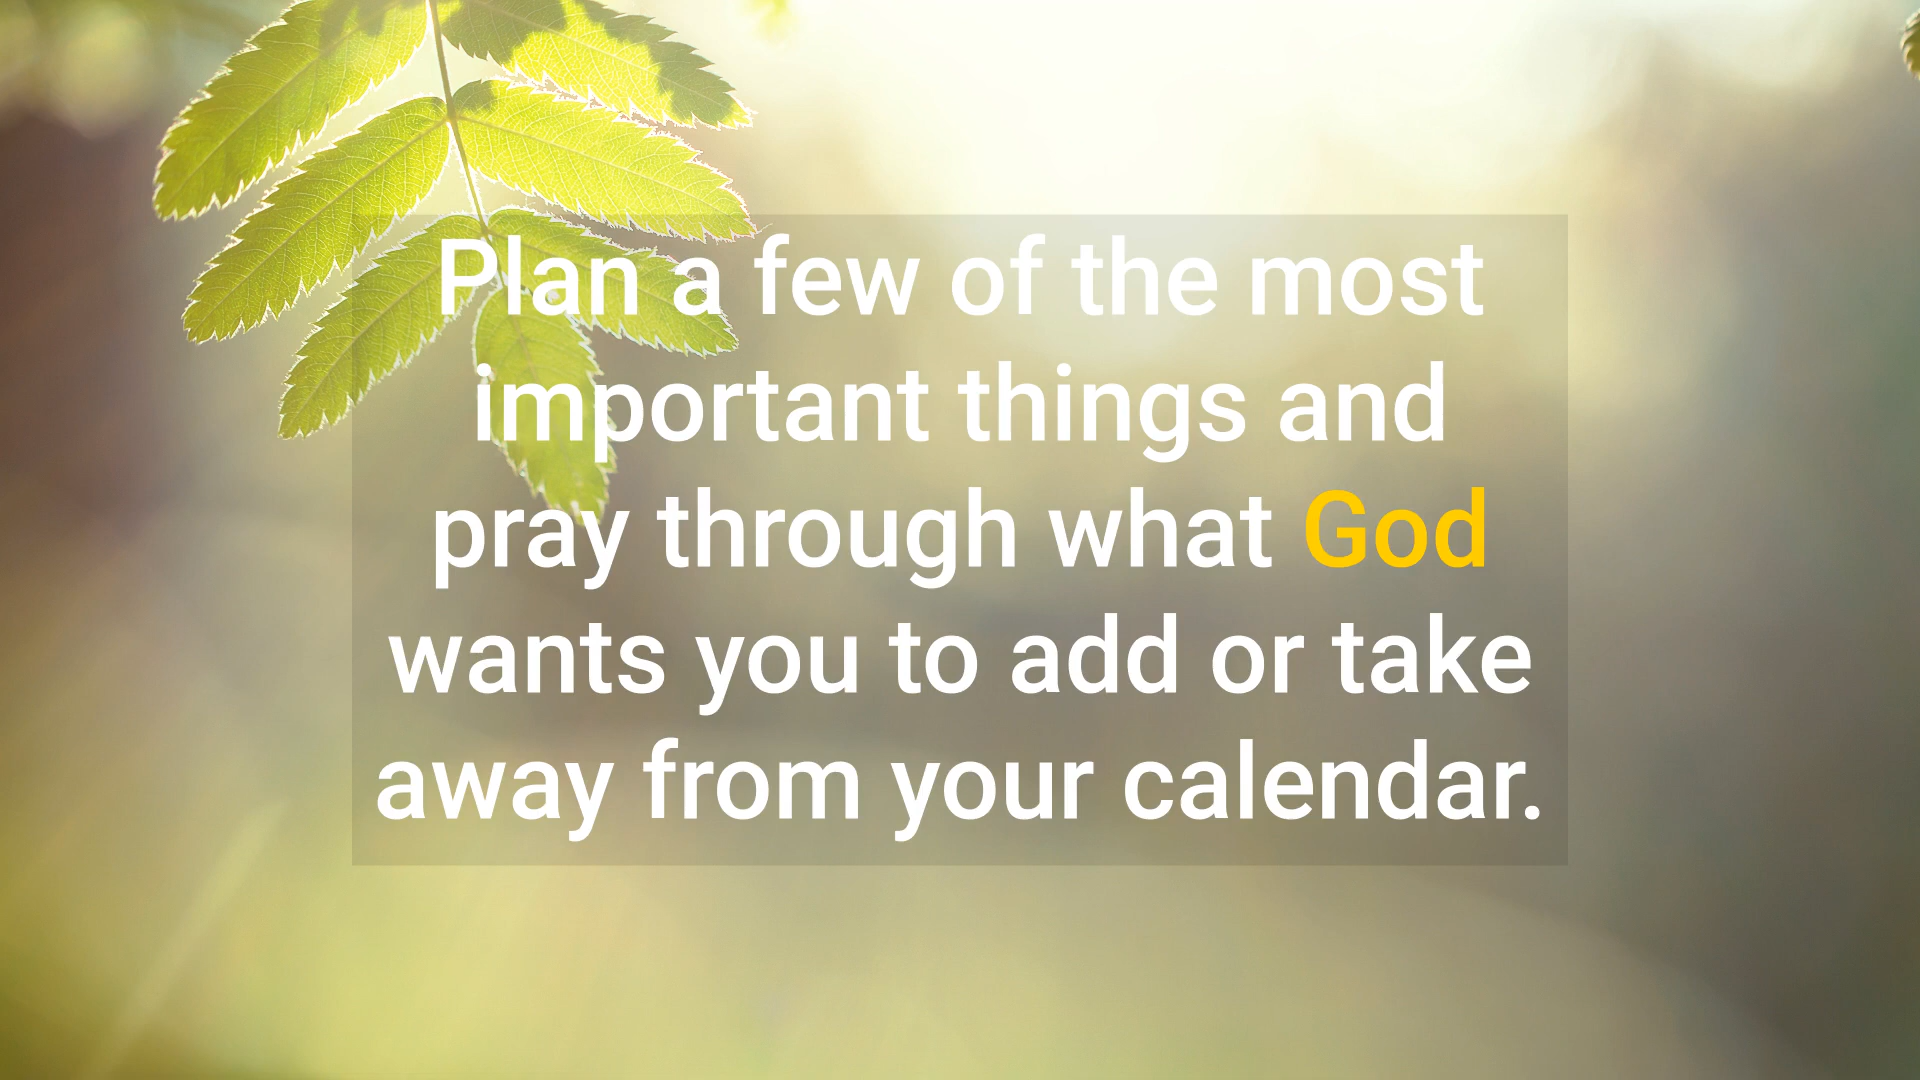 Plan a few of the most
important things and
pray through what God
wants you to add or take
away from your calendar.